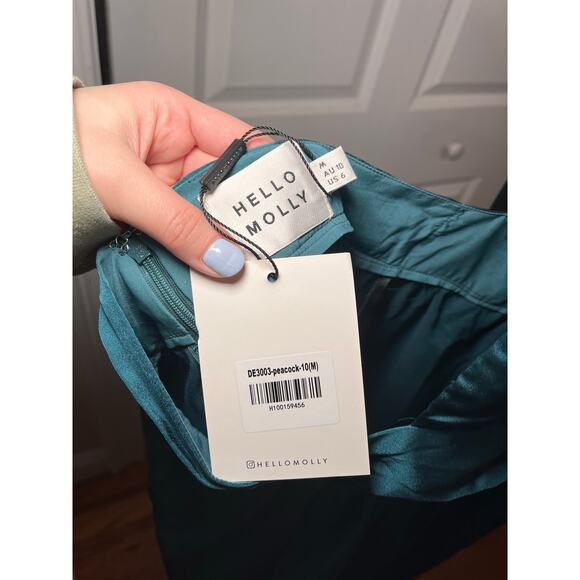 HELLO
MOLLY
M
AU 10
US 6
DE3003-peacock-10(M)
H100159456
HELLOMOLLY